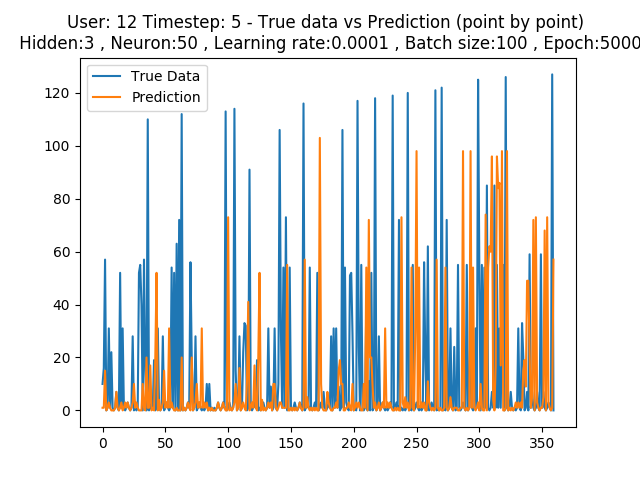 User: 12 Timestep: 5 - True data vs Prediction (point by point)
Hidden:3 , Neuron:50 , Learning rate:0.0001 , Batch size:100 , Epoch:5000
True Data
Prediction
120
100
80
60
40
20
0
0 50 100 150 200 250 300 350